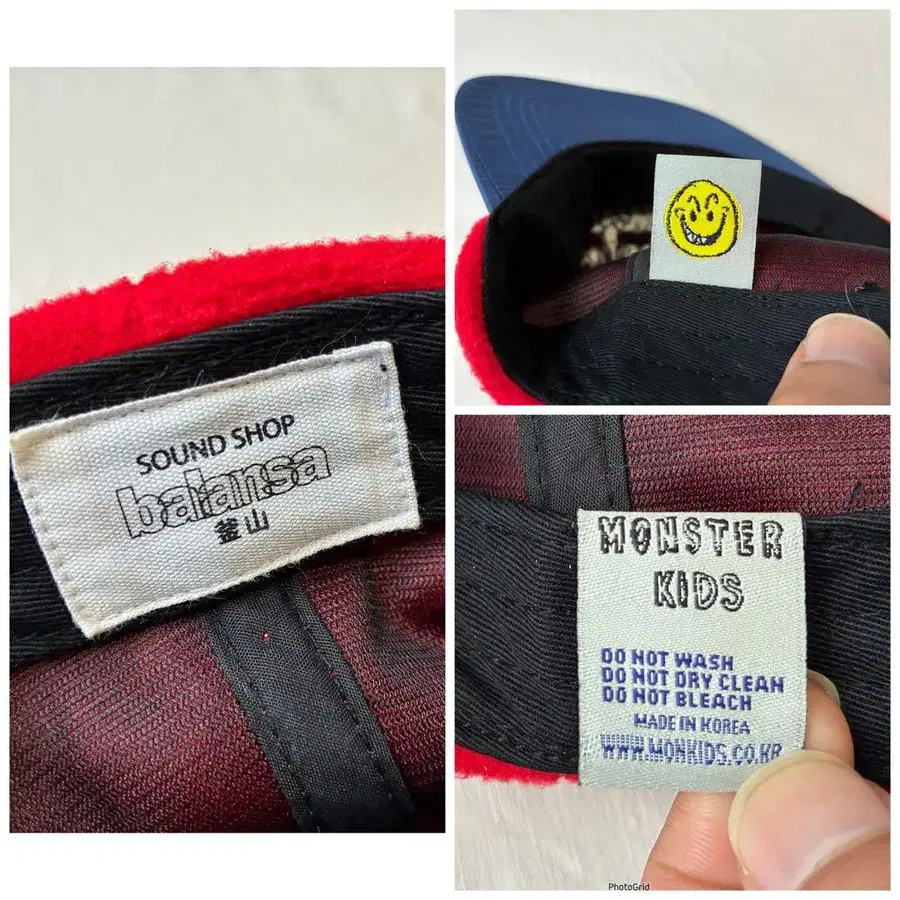 SOUND SHOP
balansa
釜山
MONSTER
KIDS
DO NOT WASH
DO NOT DRY CLEAN
DO NOT BLEACH
MADE IN KOREA
WWW.MONKIDS.CO.KR
PhotoGrid